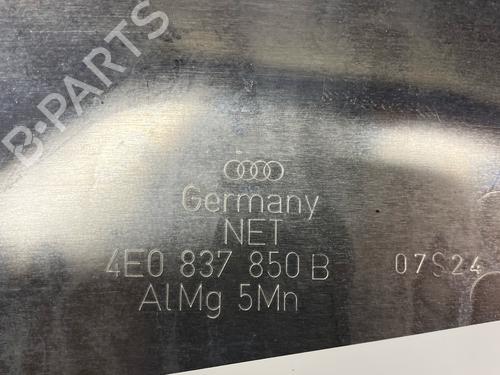 B-PARTS
Germany
NET
4E0 837 850 B 07S24
AlMg 5Mn